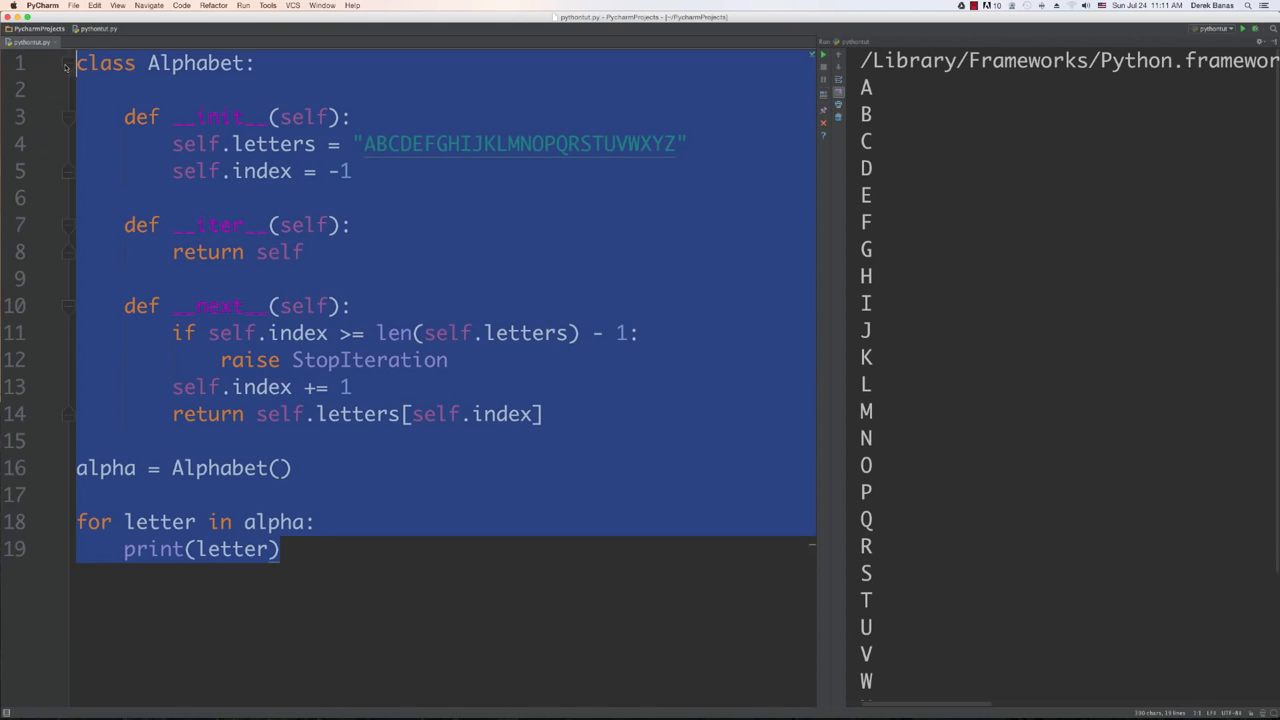 PyCharm File Edit View Navigate Code Refactor Run Tools VCS Window Help
10 Sun Jul 24 11:11 AM Derek Banas
pythontut.py - PycharmProjects - [~/PycharmProjects]
PycharmProjects pythontut.py
pythontut
pythontut.py
Run: pythontut
1 class Alphabet:
2
3 def __init__(self):
4 self.letters = "ABCDEFGHIJKLMNOPQRSTUVWXYZ"
5 self.index = -1
6
7 def __iter__(self):
8 return self
9
10 def __next__(self):
11 if self.index >= len(self.letters) - 1:
12 raise StopIteration
13 self.index += 1
14 return self.letters[self.index]
15
16 alpha = Alphabet()
17
18 for letter in alpha:
19 print(letter)
/Library/Frameworks/Python.framewor
A
B
C
D
E
F
G
H
I
J
K
L
M
N
O
P
Q
R
S
T
U
V
W
1:1 LF÷ UTF-8÷